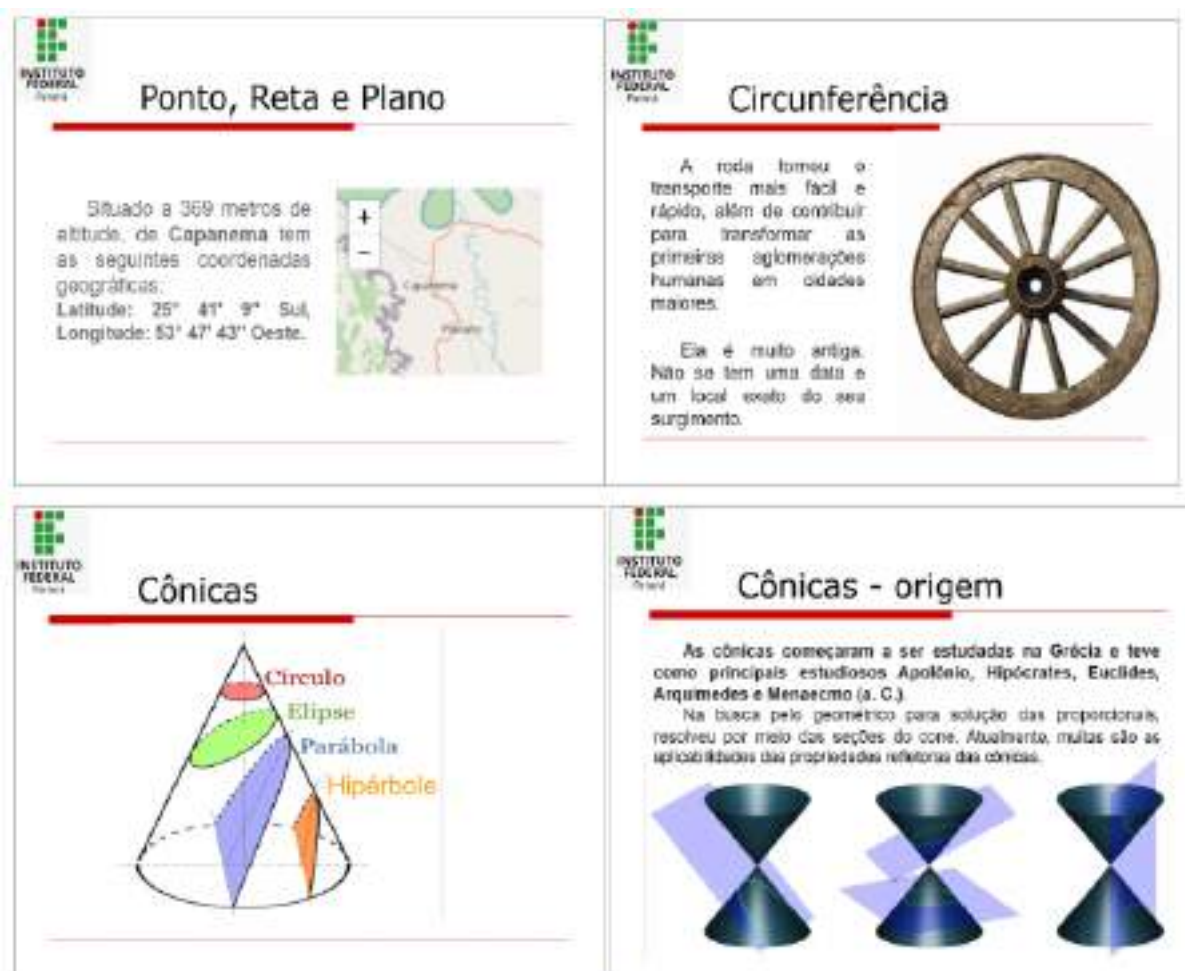 INSTITUTO
FEDERAL
Paraná
Ponto, Reta e Plano
Situado a 369 metros de
altitude, de Capanema tem
as seguintes coordenadas
geográficas:
Latitude: 25° 41' 9'' Sul,
Longitude: 53° 47' 43'' Oeste.
+
−
Capanema
Planalto
INSTITUTO
FEDERAL
Paraná
Circunferência
A roda tornou o
transporte mais fácil e
rápido, além de contribuir
para transformar as
primeiras aglomerações
humanas em cidades
maiores.
Ela é muito antiga.
Não se tem uma data e
um local exato do seu
surgimento.
INSTITUTO
FEDERAL
Paraná
Cônicas
Círculo
Elipse
Parábola
Hipérbole
INSTITUTO
FEDERAL
Paraná
Cônicas - origem
As cônicas começaram a ser estudadas na Grécia e teve
como principais estudiosos Apolônio, Hipócrates, Euclides,
Arquimedes e Menaecmo (a. C.)
Na busca pelo geométrico para solução das proporcionais,
resolveu por meio das seções do cone. Atualmente, muitas são as
aplicabilidades das propriedades refletoras das cônicas.